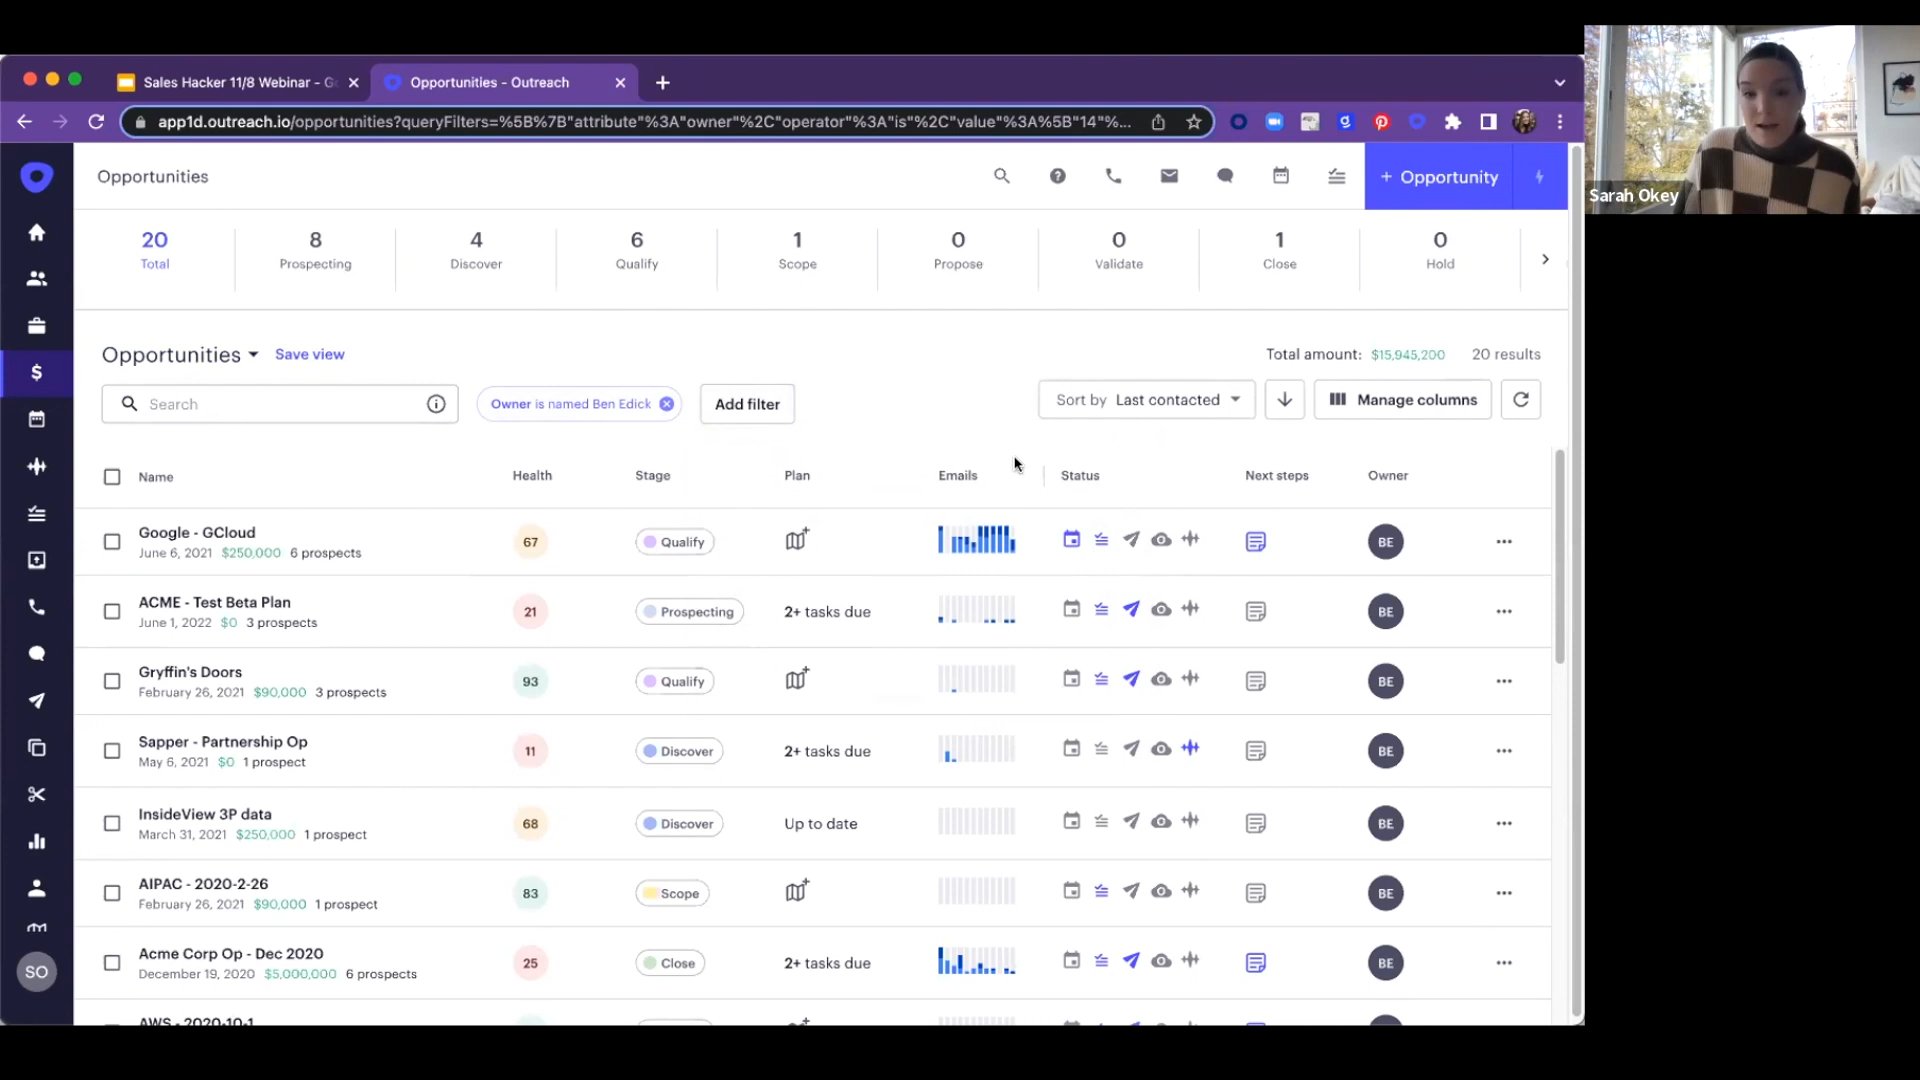 Sales Hacker 11/8 Webinar - Go
Opportunities - Outreach
app1d.outreach.io/opportunities?queryFilters=%5B%7B"attribute"%3A"owner"%2C"operator"%3A"is"%2C"value"%3A%5B"14"%...
Sarah Okey
Opportunities
+ Opportunity
20 8 4 6 1 0 0 1 0
Total Prospecting Discover Qualify Scope Propose Validate Close Hold
Opportunities Save view
Total amount: $15,945,200 20 results
Search
Owner is named Ben Edick
Add filter
Sort by Last contacted
Manage columns
Name Health Stage Plan Emails Status Next steps Owner
Google - GCloud
June 6, 2021 $250,000 6 prospects
67 Qualify BE
ACME - Test Beta Plan
June 1, 2022 $0 3 prospects
21 Prospecting 2+ tasks due BE
Gryffin's Doors
February 26, 2021 $90,000 3 prospects
93 Qualify BE
Sapper - Partnership Op
May 6, 2021 $0 1 prospect
11 Discover 2+ tasks due BE
InsideView 3P data
March 31, 2021 $250,000 1 prospect
68 Discover Up to date BE
AIPAC - 2020-2-26
February 26, 2021 $90,000 1 prospect
83 Scope BE
Acme Corp Op - Dec 2020
December 19, 2020 $5,000,000 6 prospects
25 Close 2+ tasks due BE
AWS - 2020-10-1
SO